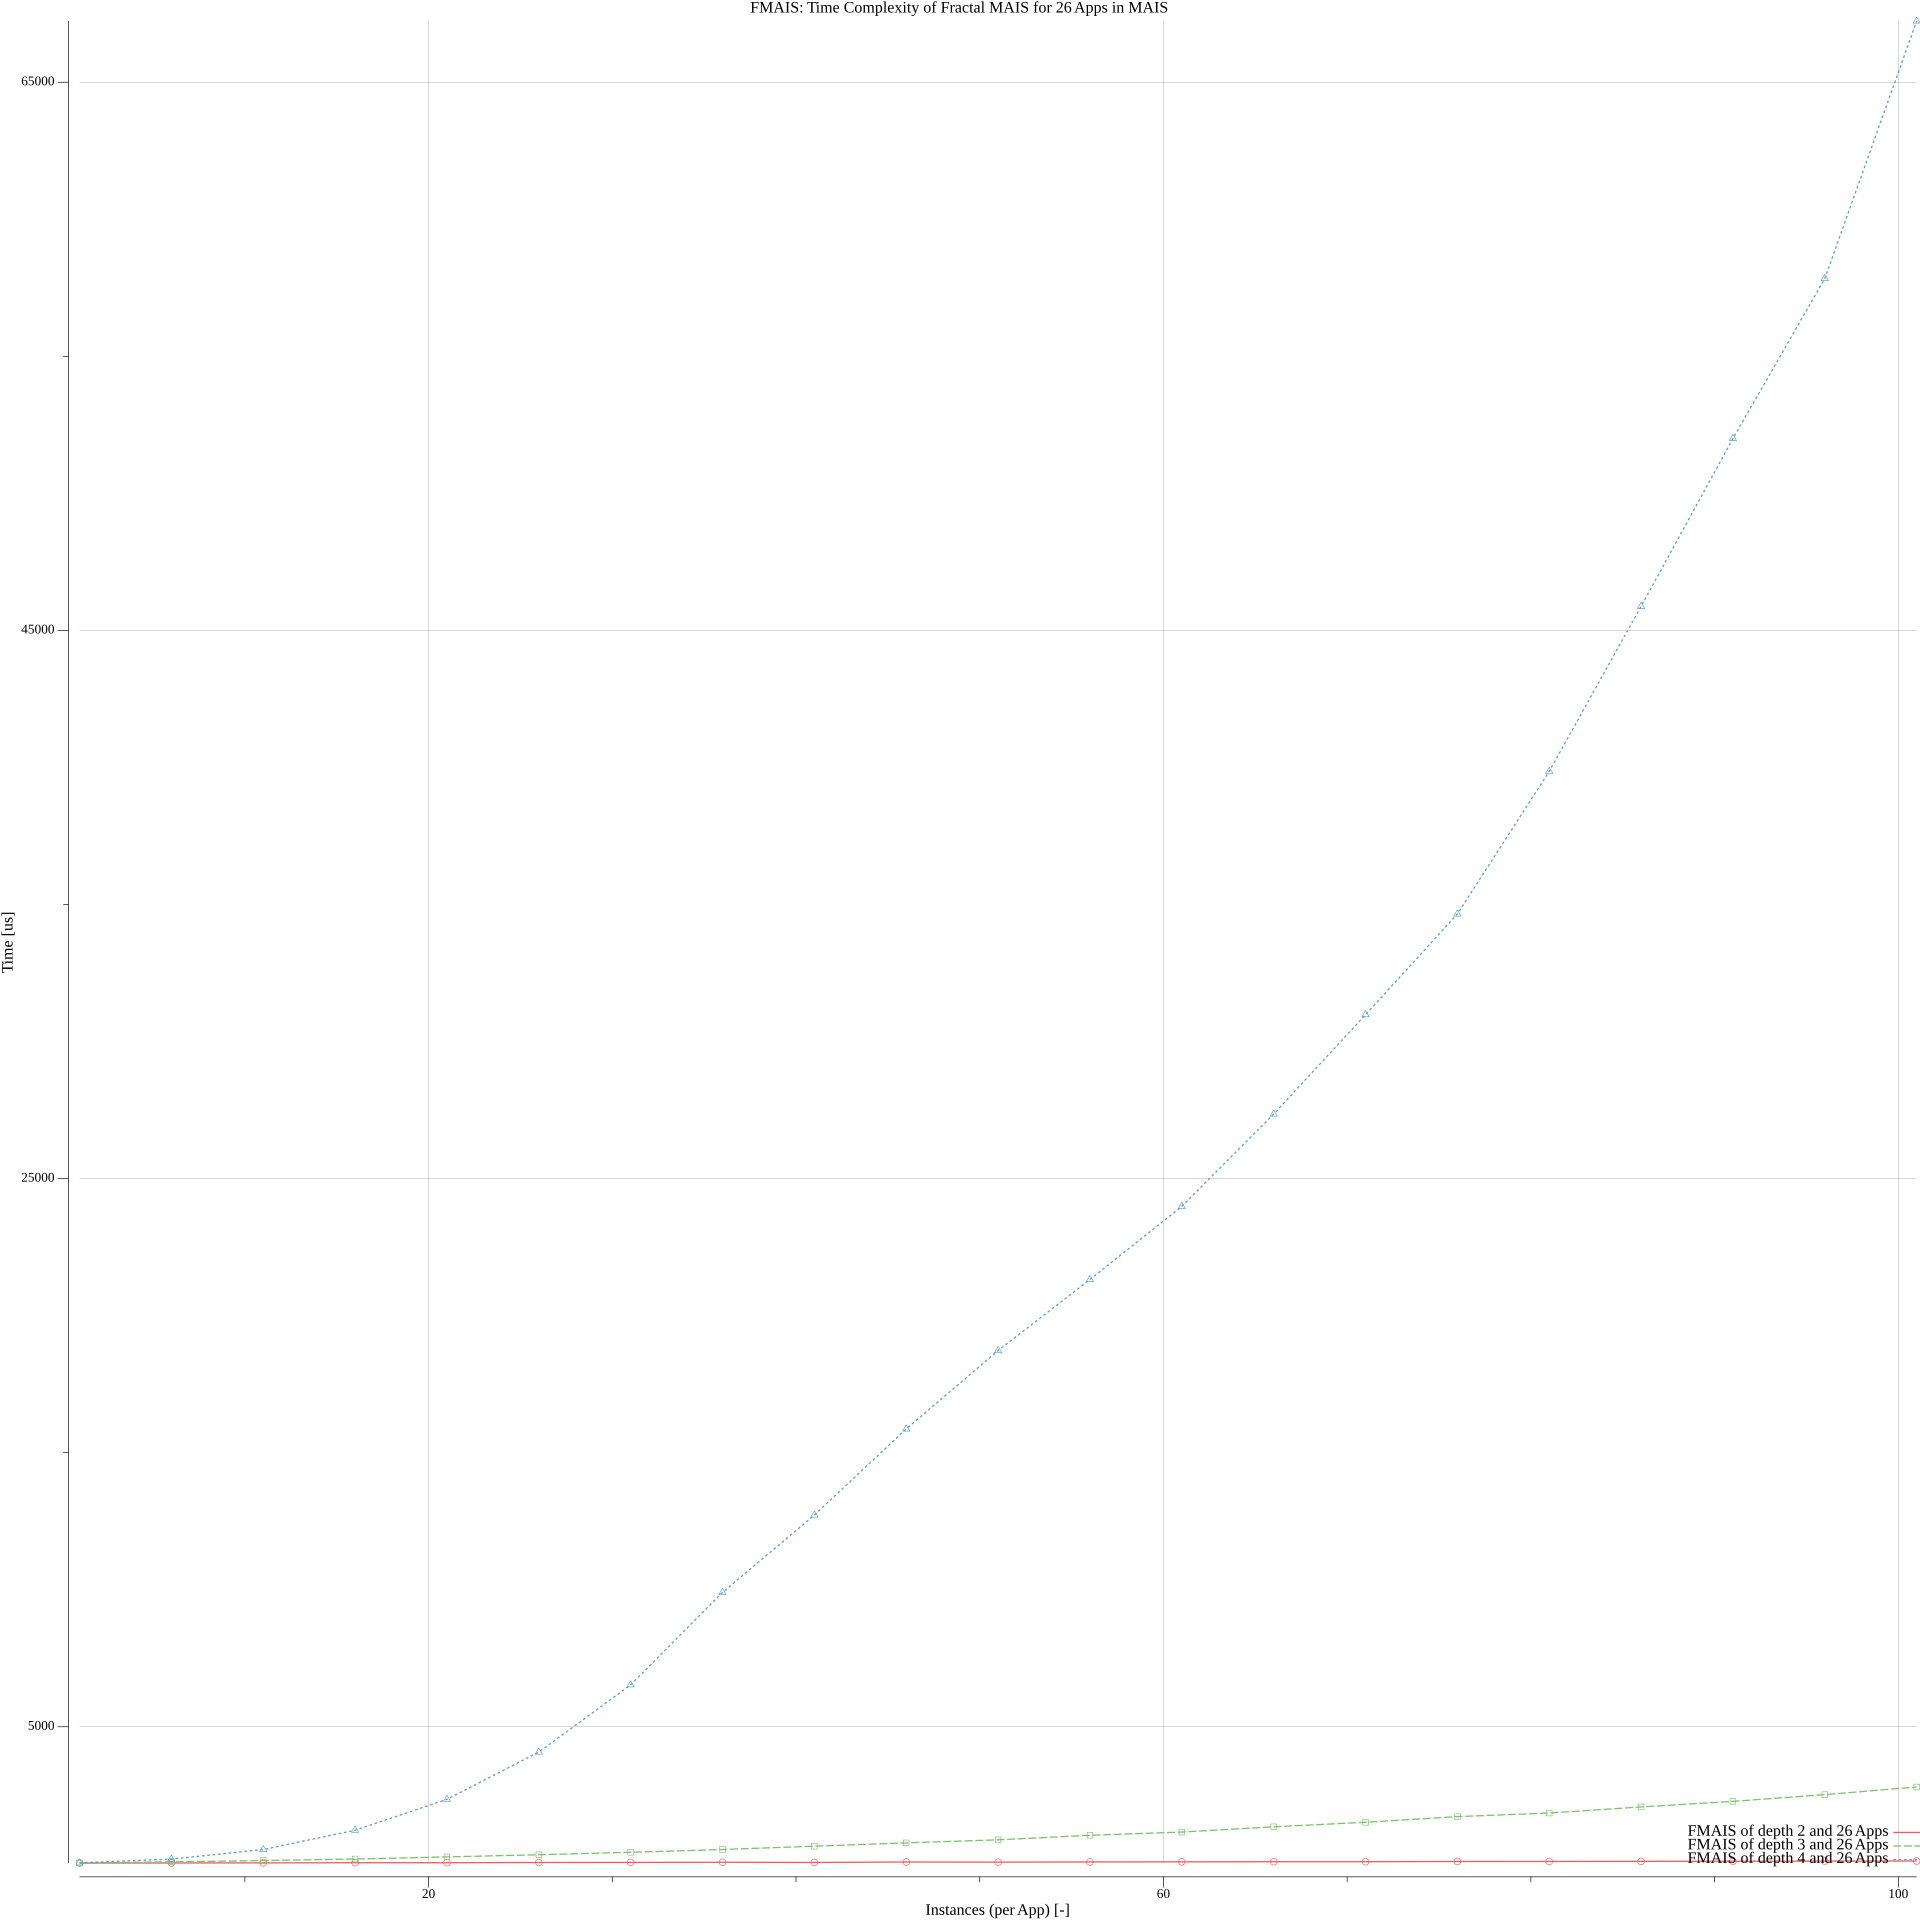 FMAIS: Time Complexity of Fractal MAIS for 26 Apps in MAIS
65000
45000
Time [us]
25000
5000
FMAIS of depth 2 and 26 Apps
FMAIS of depth 3 and 26 Apps
FMAIS of depth 4 and 26 Apps
20
60
100
Instances (per App) [-]